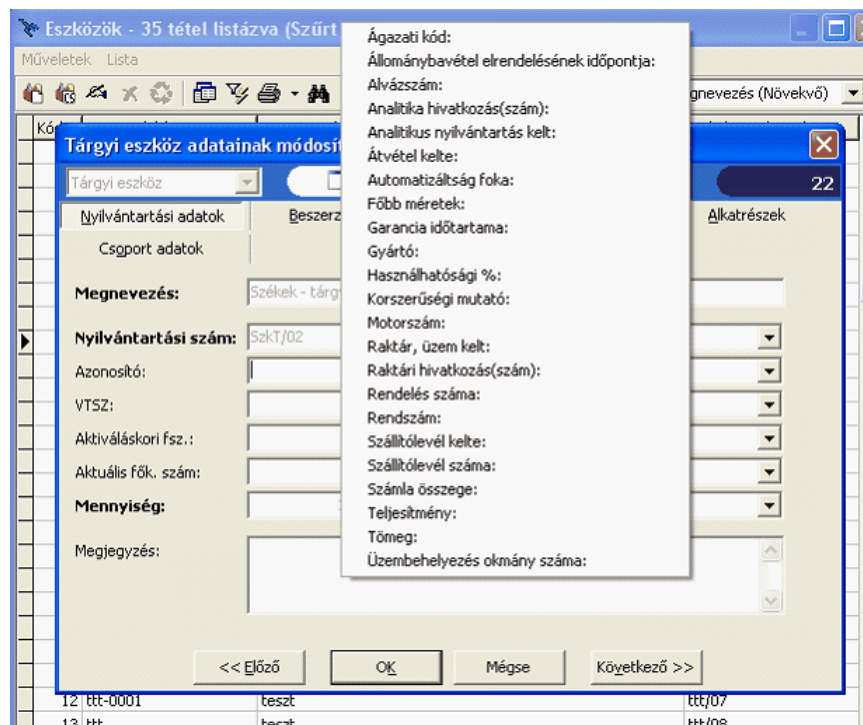 Eszközök - 35 tétel listázva (Szűrt
Műveletek Lista
gnevezés (Növekvő)
Kó
Tárgyi eszköz adatainak módosít
Tárgyi eszköz
22
Nyilvántartási adatok
Beszerz
Alkatrészek
Csoport adatok
Megnevezés:
Székek - tárg
Nyilvántartási szám:
SzkT/02
Azonosító:
VTSZ:
Aktiváláskori fsz.:
Aktuális fők. szám:
Mennyiség:
Megjegyzés:
Ágazati kód:
Állománybavétel elrendelésének időpontja:
Alvázszám:
Analitika hivatkozás(szám):
Analitikus nyilvántartás kelt:
Átvétel kelte:
Automatizáltság foka:
Főbb méretek:
Garancia időtartama:
Gyártó:
Használhatósági %:
Korszerűségi mutató:
Motorszám:
Raktár, üzem kelt:
Raktári hivatkozás(szám):
Rendelés száma:
Rendszám:
Szállítólevél kelte:
Szállítólevél száma:
Számla összege:
Teljesítmény:
Tömeg:
Üzembehelyezés okmány száma:
<< Előző OK Mégse Következő >>
12 ttt-0001 teszt ttt/07
13 ttt teszt ttt/08